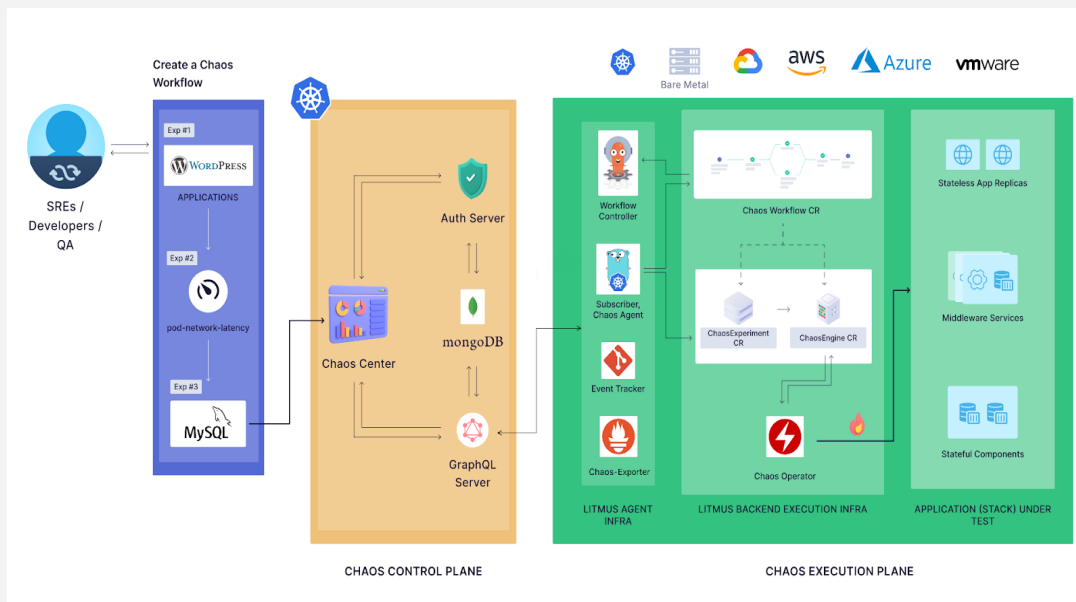 Create a Chaos
Workflow
SREs /
Developers /
QA
Exp #1
WORDPRESS
APPLICATIONS
Exp #2
pod-network-latency
Exp #3
MySQL
Chaos Center
Auth Server
mongoDB
GraphQL
Server
CHAOS CONTROL PLANE
Bare Metal
aws
Azure
vmware
Workflow
Controller
Subscriber,
Chaos Agent
Event Tracker
Chaos-Exporter
LITMUS AGENT
INFRA
Chaos Workflow CR
ChaosExperiment
CR
ChaosEngine CR
Chaos Operator
LITMUS BACKEND EXECUTION INFRA
Stateless App Replicas
Middleware Services
Stateful Components
APPLICATION (STACK) UNDER
TEST
CHAOS EXECUTION PLANE